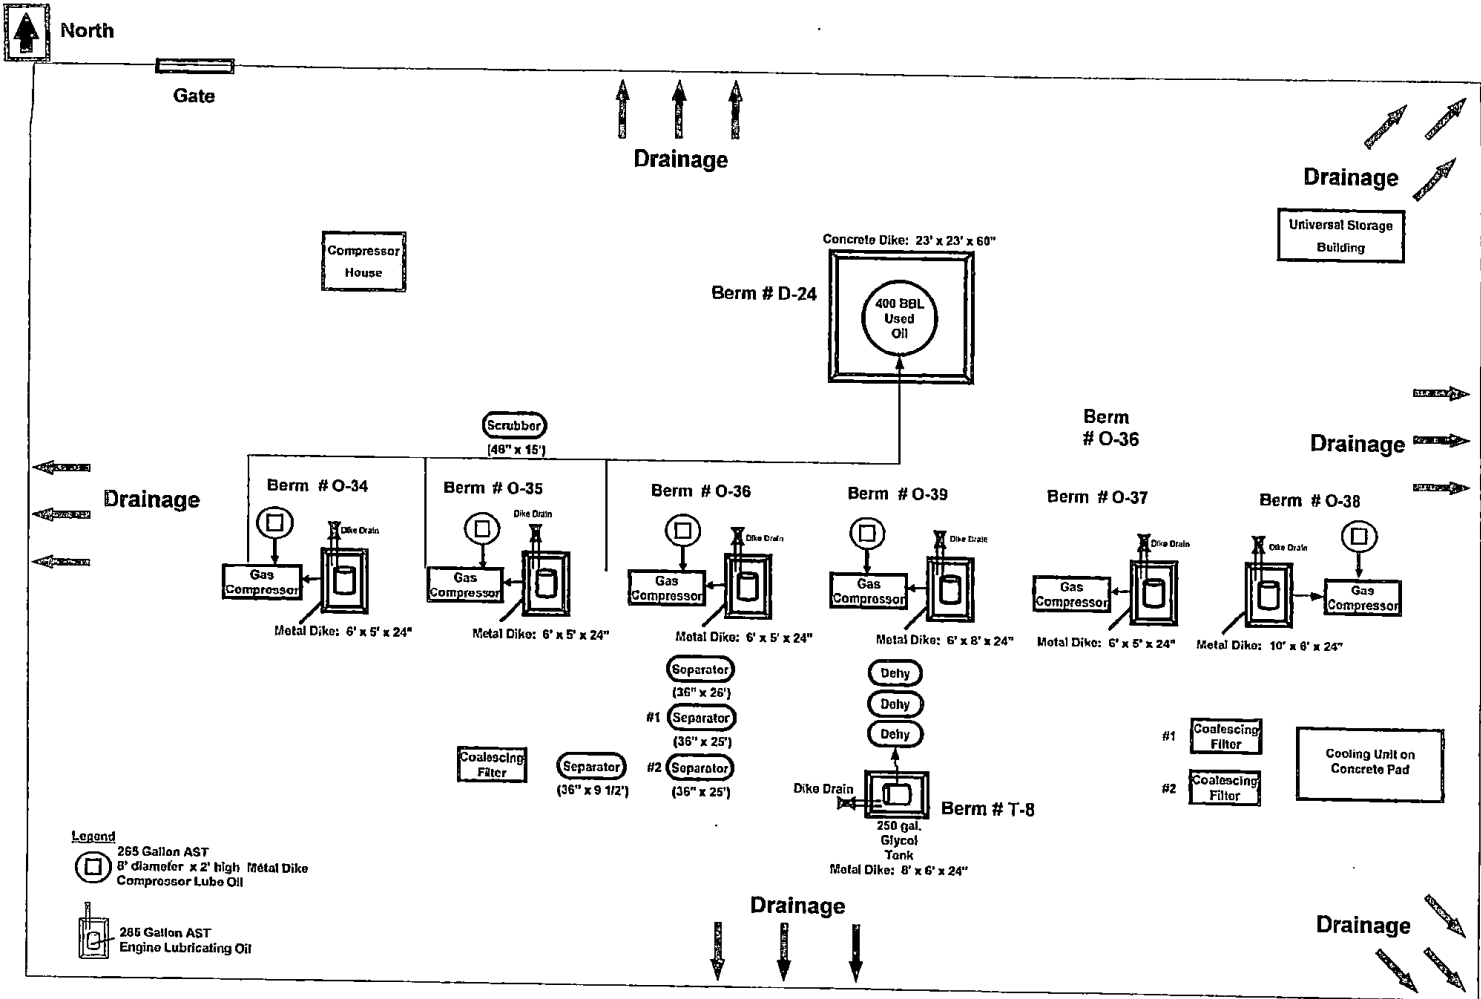 North
Gate
Drainage
Drainage
Universal Storage
Building
Compressor
House
Concrete Dike: 23' x 23' x 60"
Berm # D-24
400 BBL
Used
Oil
Berm
# O-36
Drainage
Scrubber
(48" x 15')
Drainage
Berm # O-34
Dike Drain
Gas
Compressor
Metal Dike: 6' x 5' x 24"
Berm # O-35
Dike Drain
Gas
Compressor
Metal Dike: 6' x 5' x 24"
Berm # O-36
Dike Drain
Gas
Compressor
Metal Dike: 6' x 5' x 24"
Berm # O-39
Dike Drain
Gas
Compressor
Metal Dike: 6' x 8' x 24"
Berm # O-37
Dike Drain
Gas
Compressor
Metal Dike: 6' x 5' x 24"
Berm # O-38
Dike Drain
Gas
Compressor
Metal Dike: 10' x 6' x 24"
Separator
(36" x 26')
#1 Separator
(36" x 25')
#2 Separator
(36" x 25')
Coalescing
Filter
Separator
(36" x 9 1/2')
Dehy
Dehy
Dehy
Dike Drain
Berm # T-8
250 gal.
Glycol
Tank
Metal Dike: 8' x 6' x 24"
#1 Coalescing
Filter
#2 Coalescing
Filter
Cooling Unit on
Concrete Pad
Legend
265 Gallon AST
8' diameter x 2' high Metal Dike
Compressor Lube Oil
285 Gallon AST
Engine Lubricating Oil
Drainage
Drainage